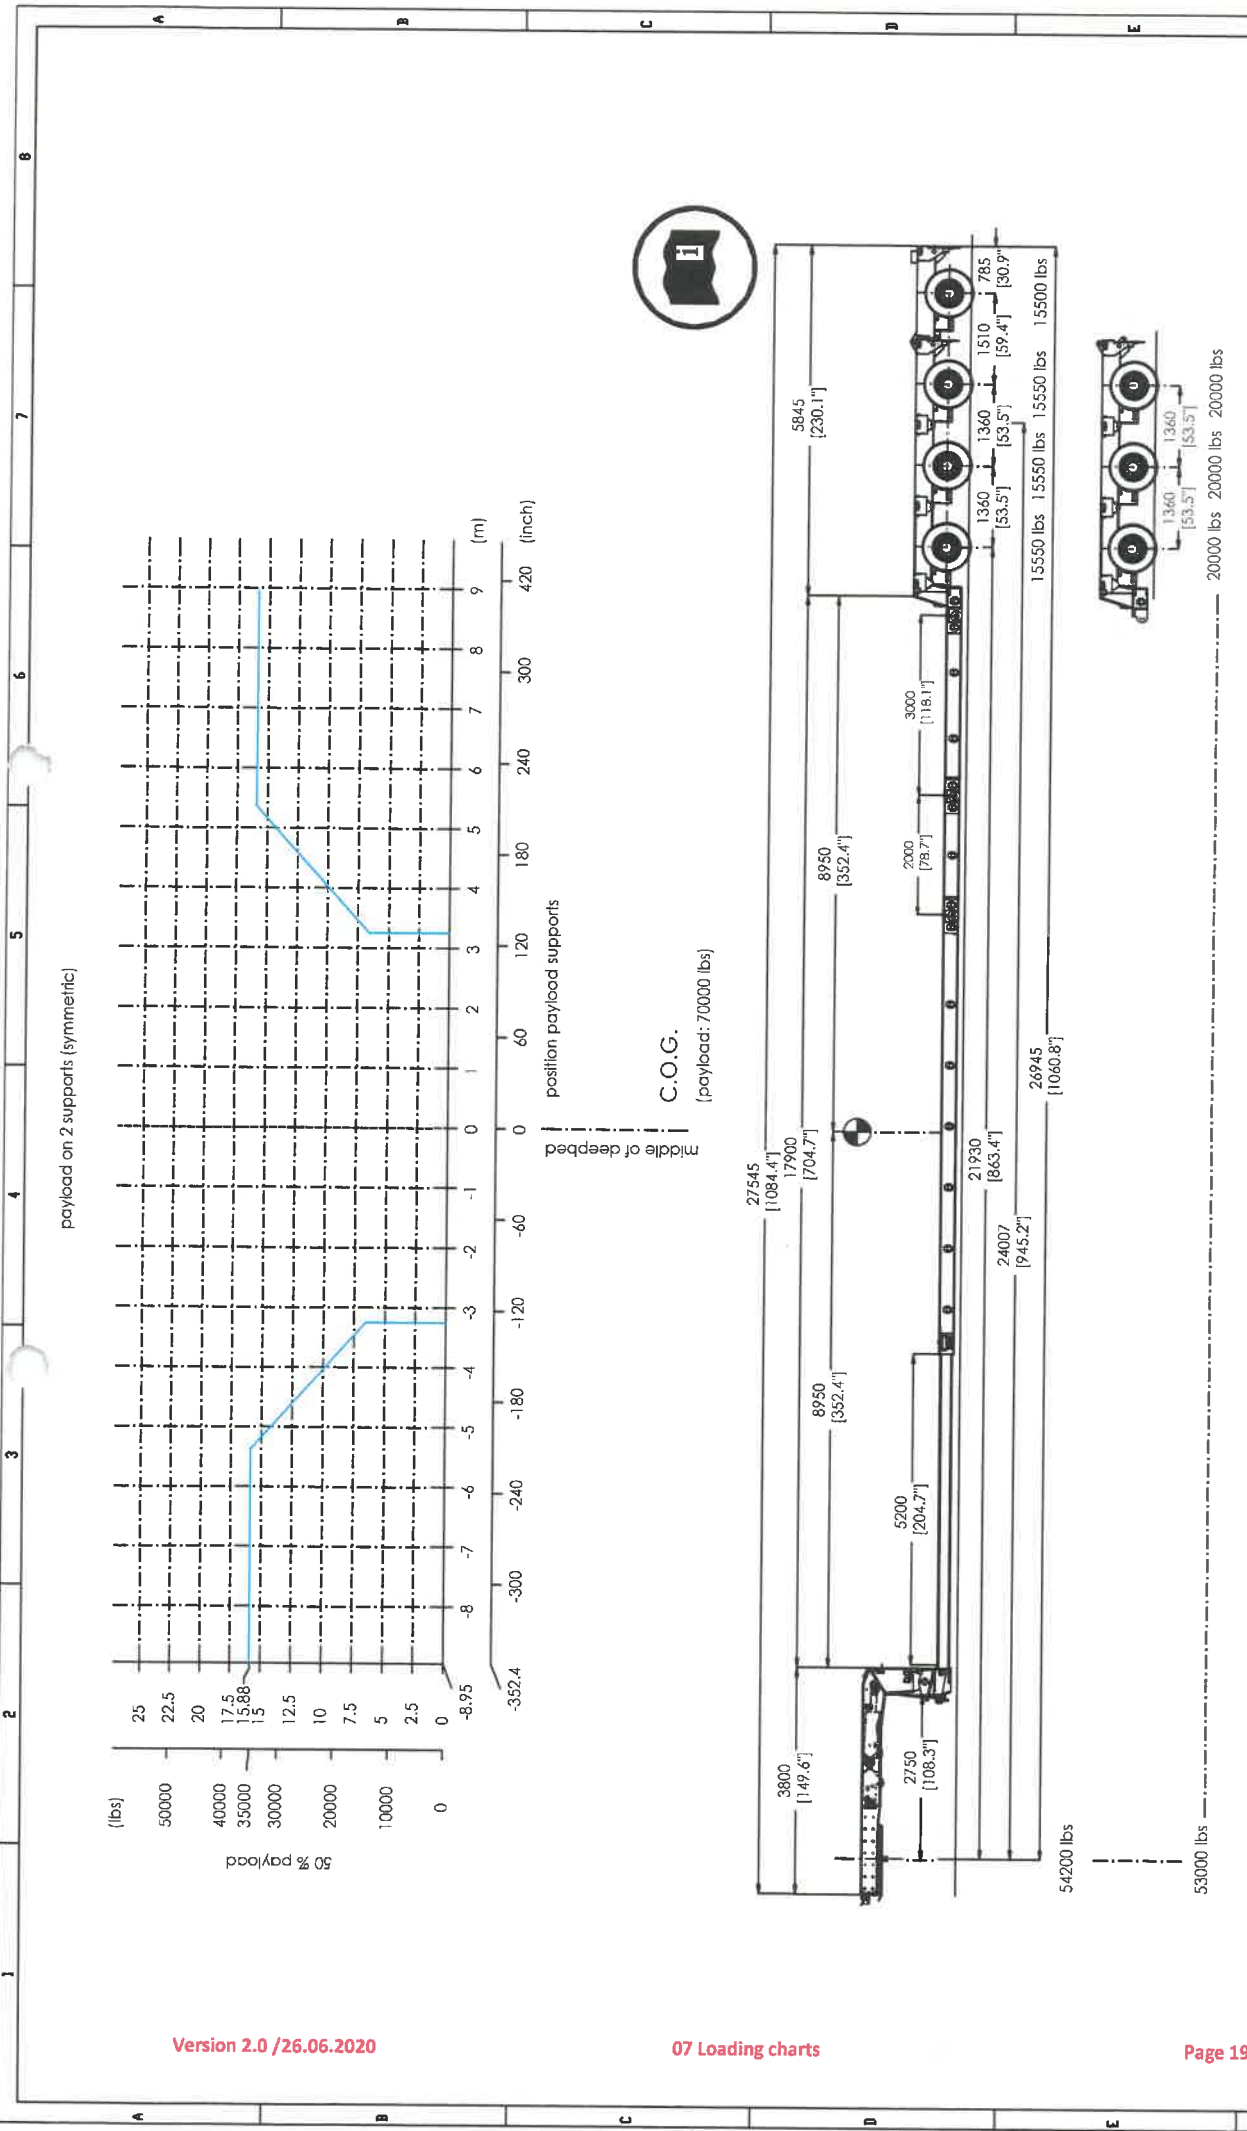 payload on 2 supports (symmetric)
(lbs)
50000
40000
35000
30000
20000
10000
0
50 % payload
25
22.5
20
17.5
15.88
15
12.5
10
7.5
5
2.5
0
-8.95 -8 -7 -6 -5 -4 -3 -2 -1 0 1 2 3 4 5 6 7 8 9 (m)
-352.4 -300 -240 -180 -120 -60 0 60 120 180 240 300 420 (inch)
position payload supports
middle of deepbed
C.O.G.
(payload: 70000 lbs)
i
27545
[1084.4"]
17900
[704.7"]
3800
[149.6"]
5845
[230.1"]
8950
[352.4"]
8950
[352.4"]
5200
[204.7"]
2750
[108.3"]
2000
[78.7"]
3000
[118.1"]
21930
[863.4"]
1360
[53.5"]
1360
[53.5"]
1510
[59.4"]
785
[30.9"]
24007
[945.2"]
26945
[1060.8"]
54200 lbs
15550 lbs 15550 lbs 15550 lbs 15500 lbs
1360
[53.5"]
1360
[53.5"]
53000 lbs
20000 lbs 20000 lbs 20000 lbs
1 2 3 4 5 6 7 8
A B C D E
A B C D E
Version 2.0 /26.06.2020
07 Loading charts
Page 19